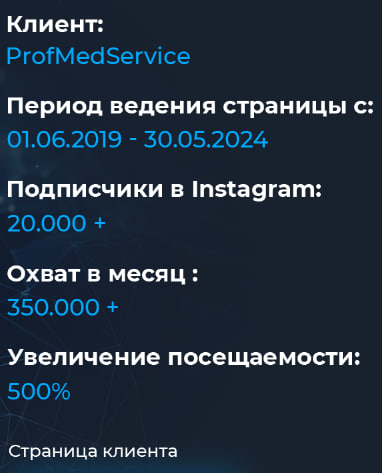 Клиент:
ProfMedService
Период ведения страницы с:
01.06.2019 - 30.05.2024
Подписчики в Instagram:
20.000 +
Охват в месяц :
350.000 +
Увеличение посещаемости:
500%
Страница клиента